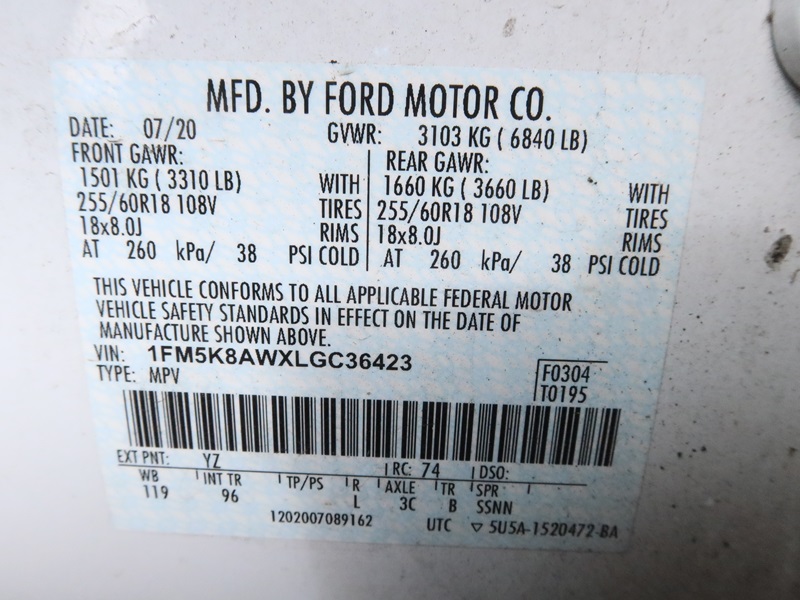 MFD. BY FORD MOTOR CO.
DATE: 07/20 GVWR: 3103 KG ( 6840 LB)
FRONT GAWR: REAR GAWR:
1501 KG ( 3310 LB) WITH 1660 KG ( 3660 LB) WITH
255/60R18 108V TIRES 255/60R18 108V TIRES
18x8.0J RIMS 18x8.0J RIMS
AT 260 kPa/ 38 PSI COLD AT 260 kPa/ 38 PSI COLD
THIS VEHICLE CONFORMS TO ALL APPLICABLE FEDERAL MOTOR
VEHICLE SAFETY STANDARDS IN EFFECT ON THE DATE OF
MANUFACTURE SHOWN ABOVE.
VIN: 1FM5K8AWXLGC36423
TYPE: MPV
F0304
T0195
EXT PNT: YZ RC: 74 DSO:
WB INT TR TP/PS R AXLE TR SPR
119 96 L 3C B SSNN
1202007089162 UTC ▽ 5U5A-1520472-BA